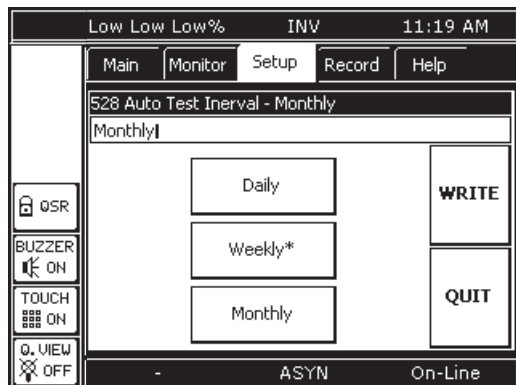 Low Low Low% INV 11:19 AM
Main Monitor Setup Record Help
528 Auto Test Inerval - Monthly
Monthly
Daily
Weekly*
Monthly
WRITE
QUIT
QSR
BUZZER
ON
TOUCH
ON
Q. VIEW
OFF
- ASYN On-Line